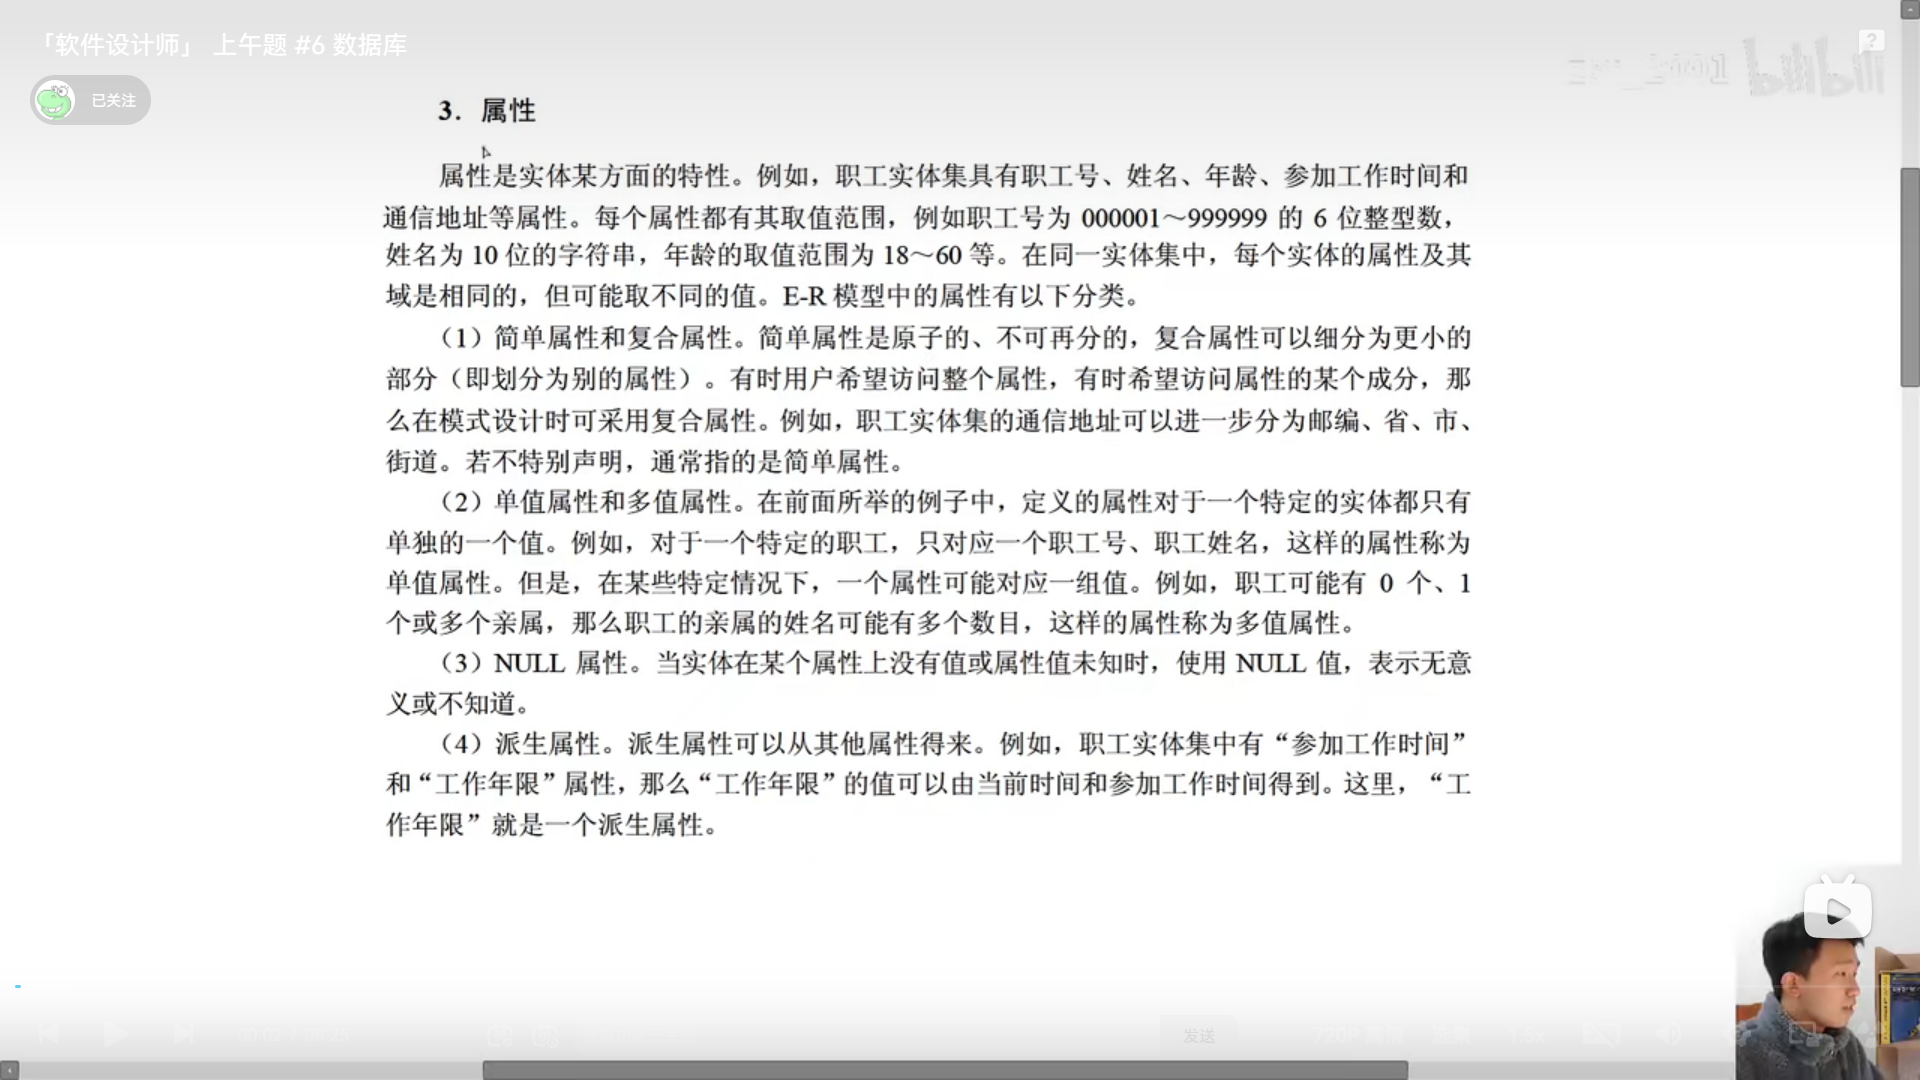 「软件设计师」 上午题 #6 数据库
已关注
3. 属性
属性是实体某方面的特性。例如，职工实体集具有职工号、姓名、年龄、参加工作时间和
通信地址等属性。每个属性都有其取值范围，例如职工号为 000001～999999 的 6 位整型数，
姓名为 10 位的字符串，年龄的取值范围为 18～60 等。在同一实体集中，每个实体的属性及其
域是相同的，但可能取不同的值。E-R 模型中的属性有以下分类。
（1）简单属性和复合属性。简单属性是原子的、不可再分的，复合属性可以细分为更小的
部分（即划分为别的属性）。有时用户希望访问整个属性，有时希望访问属性的某个成分，那
么在模式设计时可采用复合属性。例如，职工实体集的通信地址可以进一步分为邮编、省、市、
街道。若不特别声明，通常指的是简单属性。
（2）单值属性和多值属性。在前面所举的例子中，定义的属性对于一个特定的实体都只有
单独的一个值。例如，对于一个特定的职工，只对应一个职工号、职工姓名，这样的属性称为
单值属性。但是，在某些特定情况下，一个属性可能对应一组值。例如，职工可能有 0 个、1
个或多个亲属，那么职工的亲属的姓名可能有多个数目，这样的属性称为多值属性。
（3）NULL 属性。当实体在某个属性上没有值或属性值未知时，使用 NULL 值，表示无意
义或不知道。
（4）派生属性。派生属性可以从其他属性得来。例如，职工实体集中有“参加工作时间”
和“工作年限”属性，那么“工作年限”的值可以由当前时间和参加工作时间得到。这里，“工
作年限”就是一个派生属性。
bilibili
发送